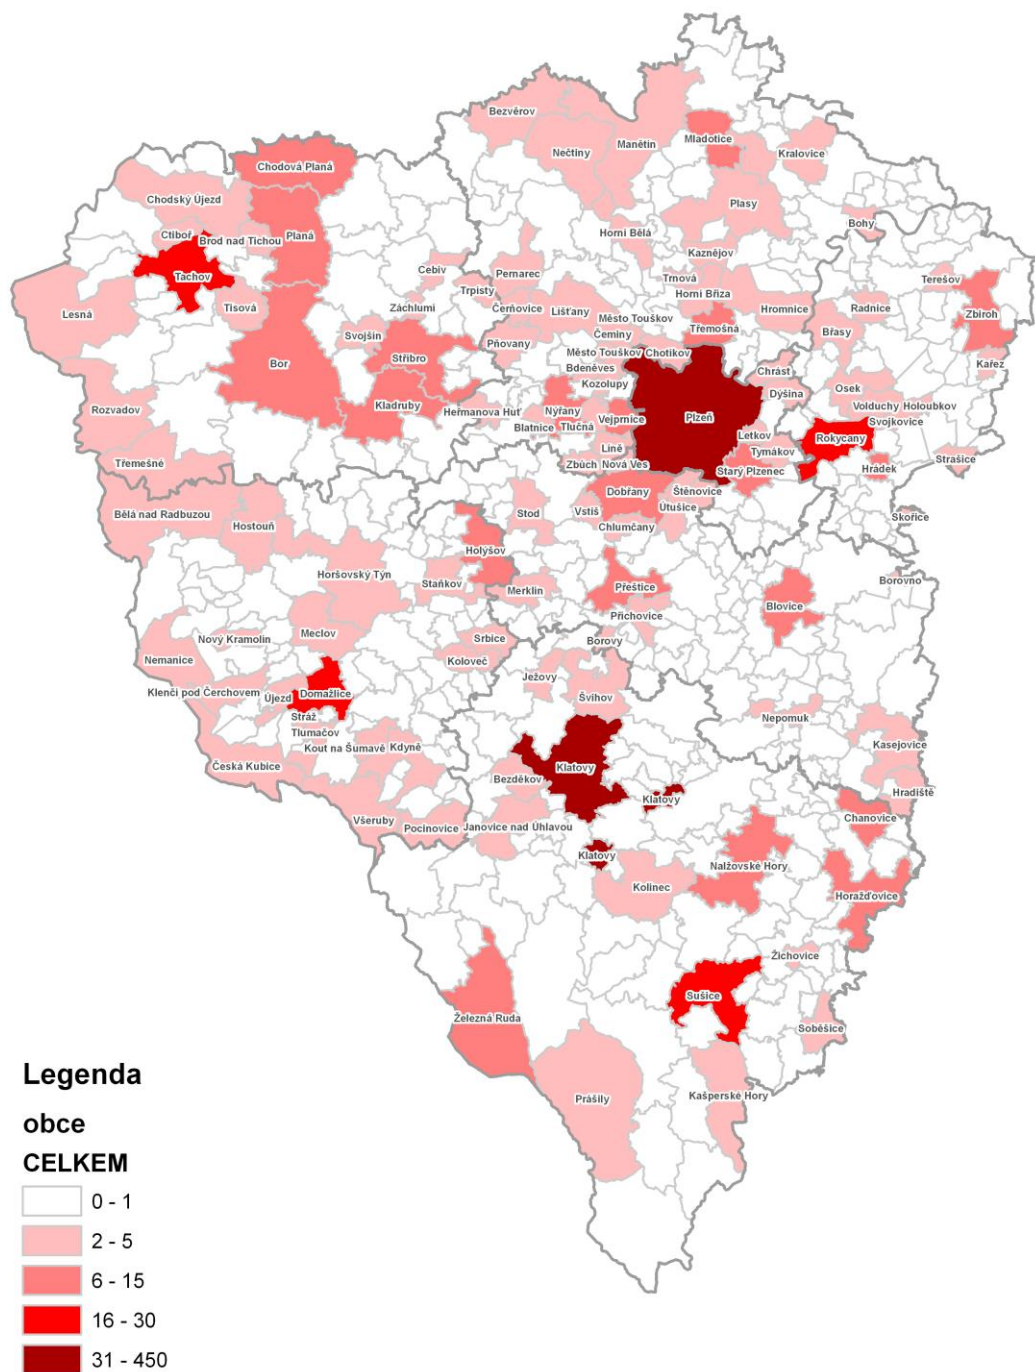 Bezvěrov
Manětín
Mladotice
Nečtiny
Kralovice
Chodová Planá
Chodský Újezd
Plasy
Ctiboř
Brod nad Tichou
Planá
Bohy
Horní Bělá
Kaznějov
Tachov
Cebiv
Pernarec
Trnová
Terešov
Trpisty
Horní Bříza
Tisová
Záchlumí
Čerňovice
Líšťany
Hromnice
Radnice
Lesná
Město Touškov
Třemošná
Zbiroh
Svojšín
Čeminy
Břasy
Pňovany
Město Touškov
Chotíkov
Stříbro
Bor
Bdeněves
Chrást
Kařez
Kozolupy
Osek
Dýšina
Kladruby
Rozvadov
Heřmanova Huť
Nýřany
Vejprnice
Plzeň
Volduchy
Holoubkov
Blatnice
Tlučná
Svojkovice
Letkov
Rokycany
Líně
Tymákov
Strašice
Třemešné
Zbůch
Nová Ves
Starý Plzenec
Hrádek
Dobřany
Štěnovice
Bělá nad Radbuzou
Stod
Vstiš
Útušice
Hostouň
Chlumčany
Skořice
Holýšov
Horšovský Týn
Staňkov
Merklín
Přeštice
Borovno
Blovice
Příchovice
Meclov
Nový Kramolín
Srbice
Borovy
Nemanice
Koloveč
Ježovy
Klenčí pod Čerchovem
Újezd
Domažlice
Švihov
Stráž
Nepomuk
Tlumačov
Kout na Šumavě
Kdyně
Kasejovice
Česká Kubice
Klatovy
Bezděkov
Hradiště
Klatovy
Všeruby
Pocinovice
Janovice nad Úhlavou
Chanovice
Klatovy
Nalžovské Hory
Kolinec
Horažďovice
Žichovice
Sušice
Železná Ruda
Soběšice
Prášily
Kašperské Hory
Legenda
obce
CELKEM
0 - 1
2 - 5
6 - 15
16 - 30
31 - 450